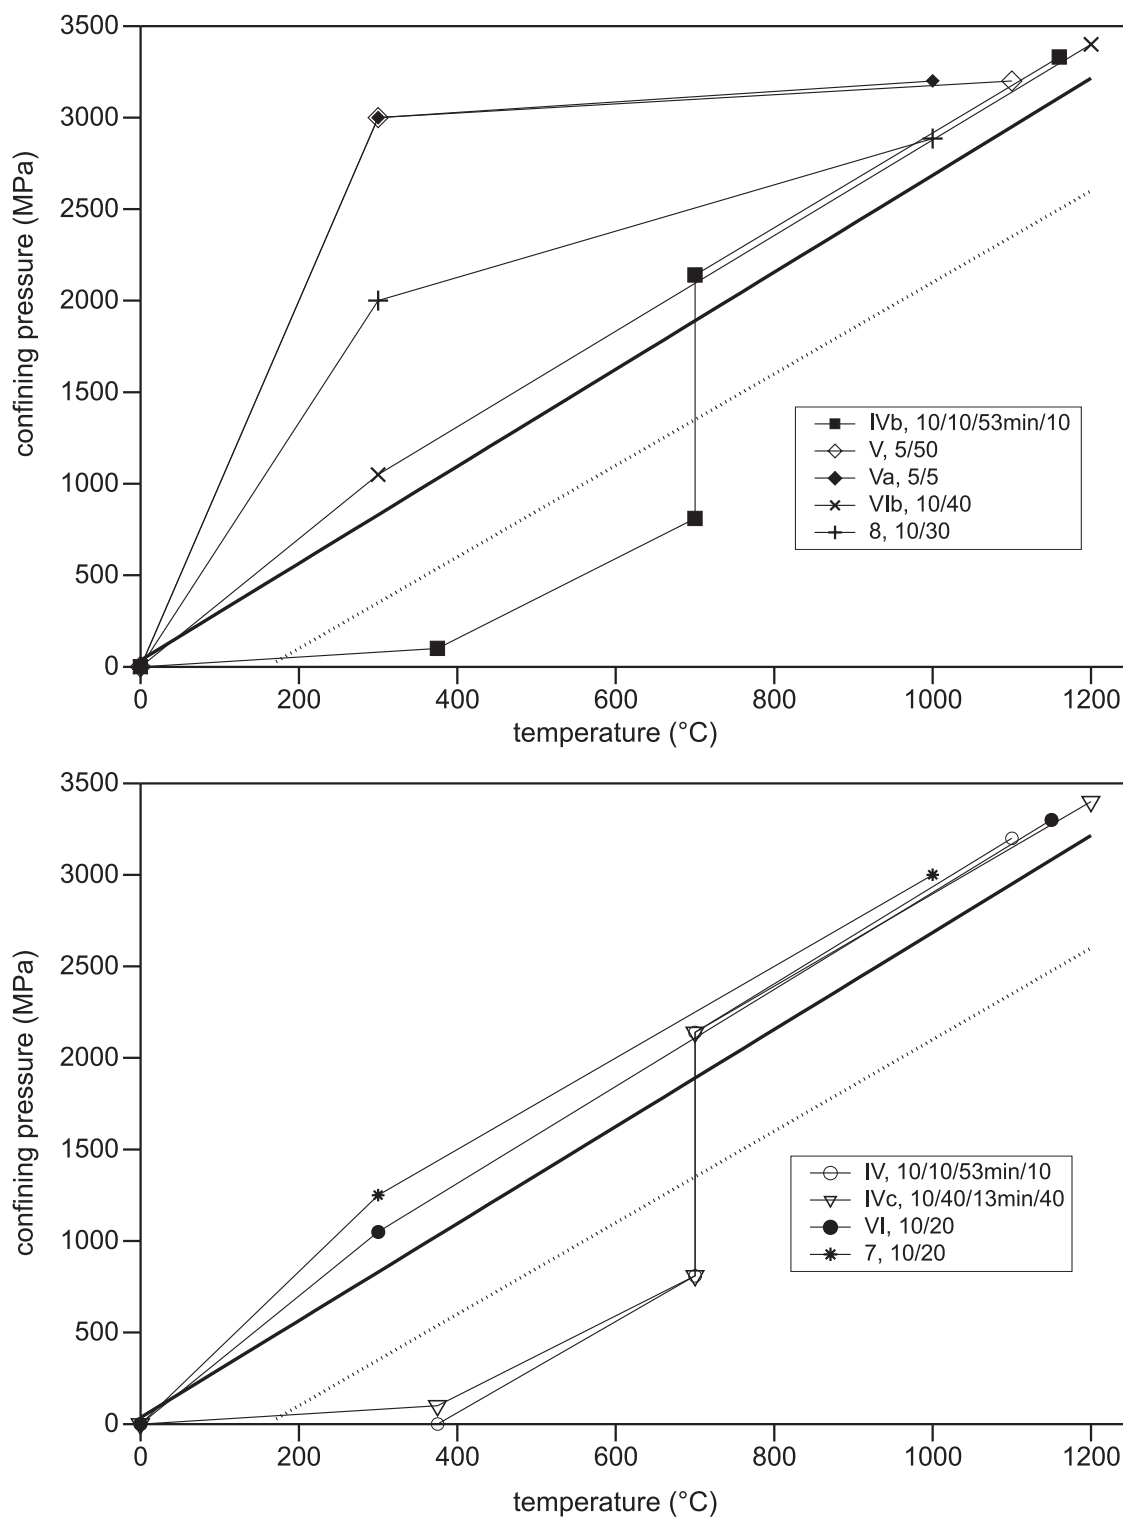 3500
3000
2500
2000
1500
1000
500
0
confining pressure (MPa)
IVb, 10/10/53min/10
V, 5/50
Va, 5/5
VIb, 10/40
8, 10/30
0 200 400 600 800 1000 1200
temperature (°C)
3500
3000
2500
2000
1500
1000
500
0
confining pressure (MPa)
IV, 10/10/53min/10
IVc, 10/40/13min/40
VI, 10/20
7, 10/20
0 200 400 600 800 1000 1200
temperature (°C)